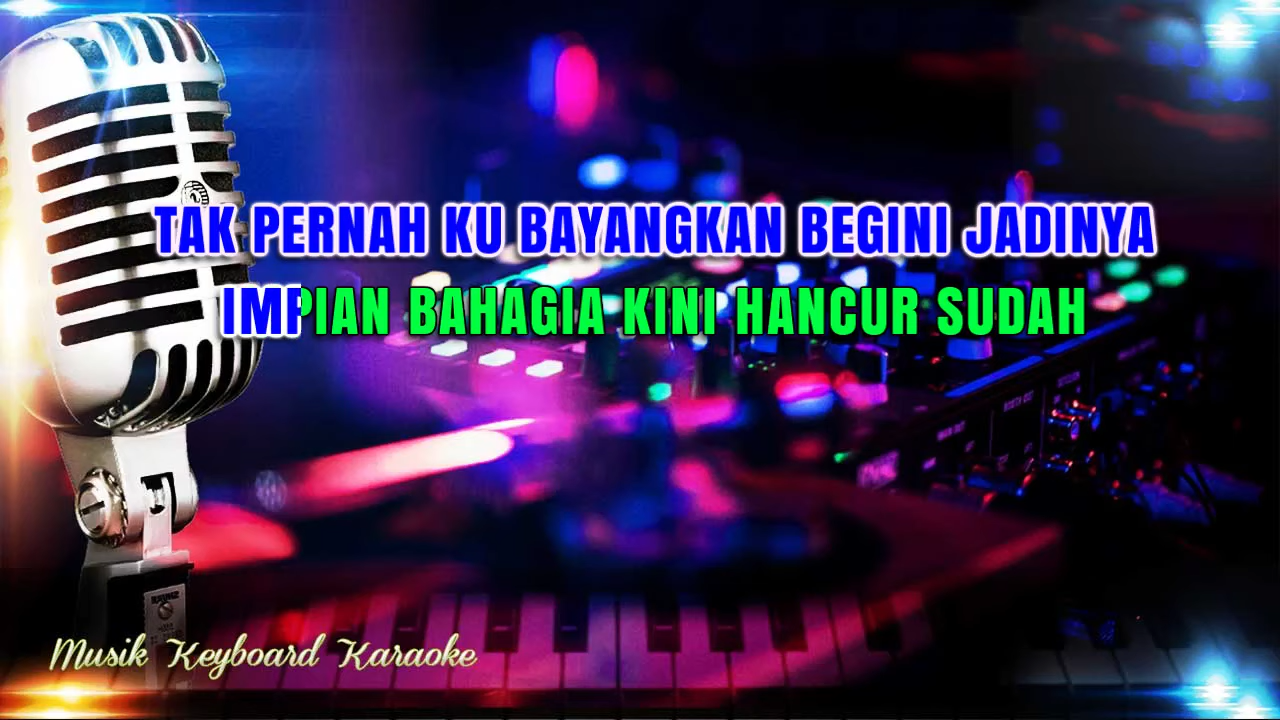 TAK PERNAH KU BAYANGKAN BEGINI JADINYA
IMPIAN BAHAGIA KINI HANCUR SUDAH
Musik Keyboard Karaoke